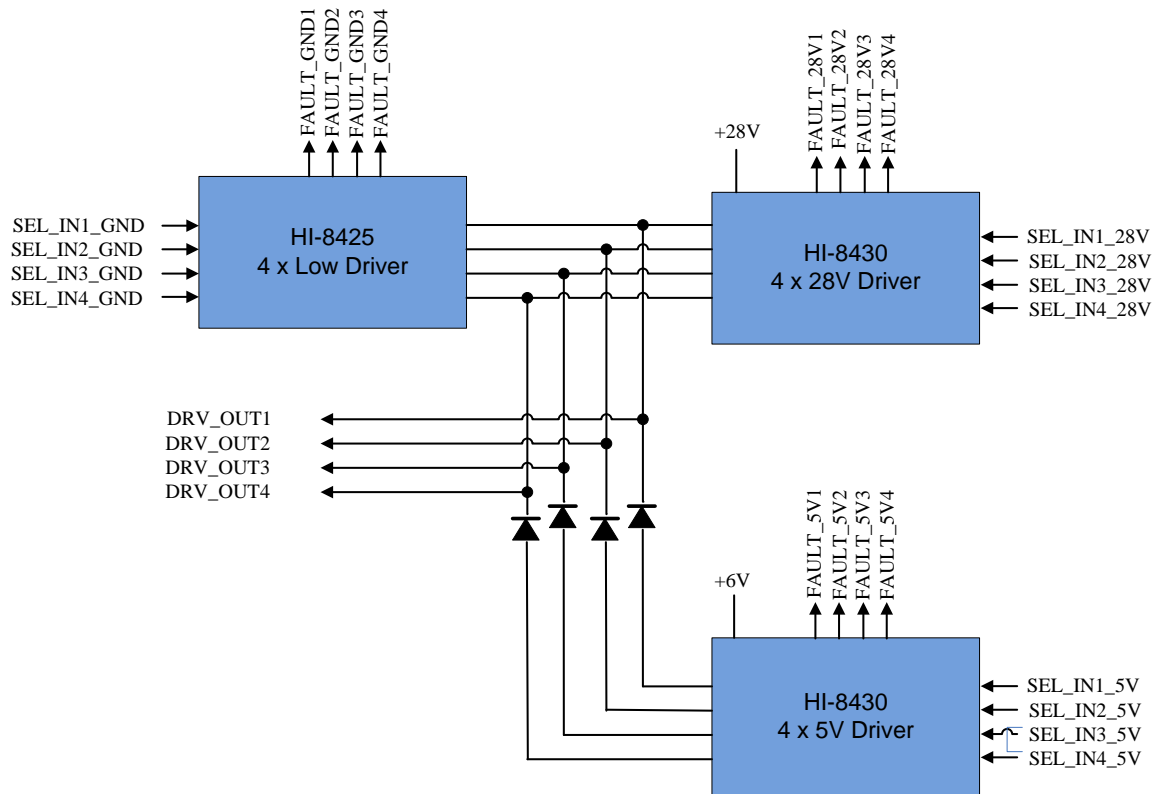 FAULT_GND1
FAULT_GND2
FAULT_GND3
FAULT_GND4
FAULT_28V1
FAULT_28V2
FAULT_28V3
FAULT_28V4
+28V
SEL_IN1_GND
SEL_IN2_GND
SEL_IN3_GND
SEL_IN4_GND
HI-8425
4 x Low Driver
HI-8430
4 x 28V Driver
SEL_IN1_28V
SEL_IN2_28V
SEL_IN3_28V
SEL_IN4_28V
DRV_OUT1
DRV_OUT2
DRV_OUT3
DRV_OUT4
FAULT_5V1
FAULT_5V2
FAULT_5V3
FAULT_5V4
+6V
HI-8430
4 x 5V Driver
SEL_IN1_5V
SEL_IN2_5V
SEL_IN3_5V
SEL_IN4_5V